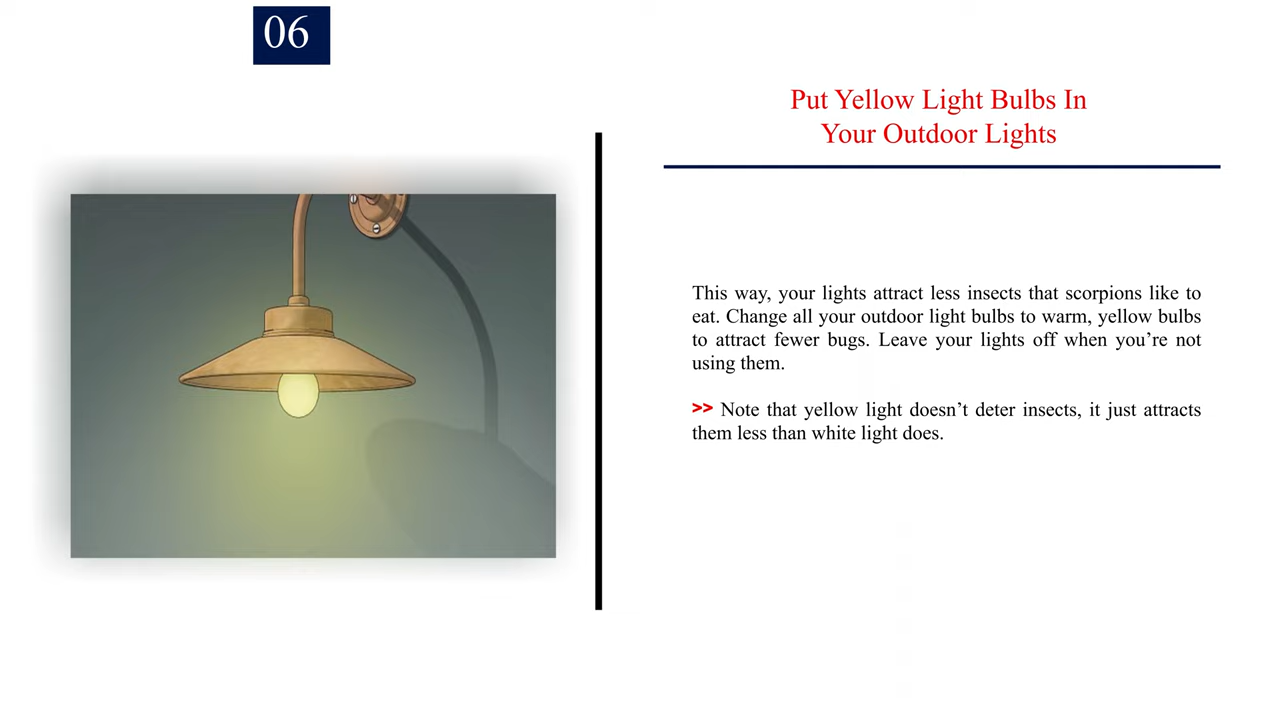 06
Put Yellow Light Bulbs In
Your Outdoor Lights
This way, your lights attract less insects that scorpions like to
eat. Change all your outdoor light bulbs to warm, yellow bulbs
to attract fewer bugs. Leave your lights off when you’re not
using them.
>> Note that yellow light doesn’t deter insects, it just attracts
them less than white light does.